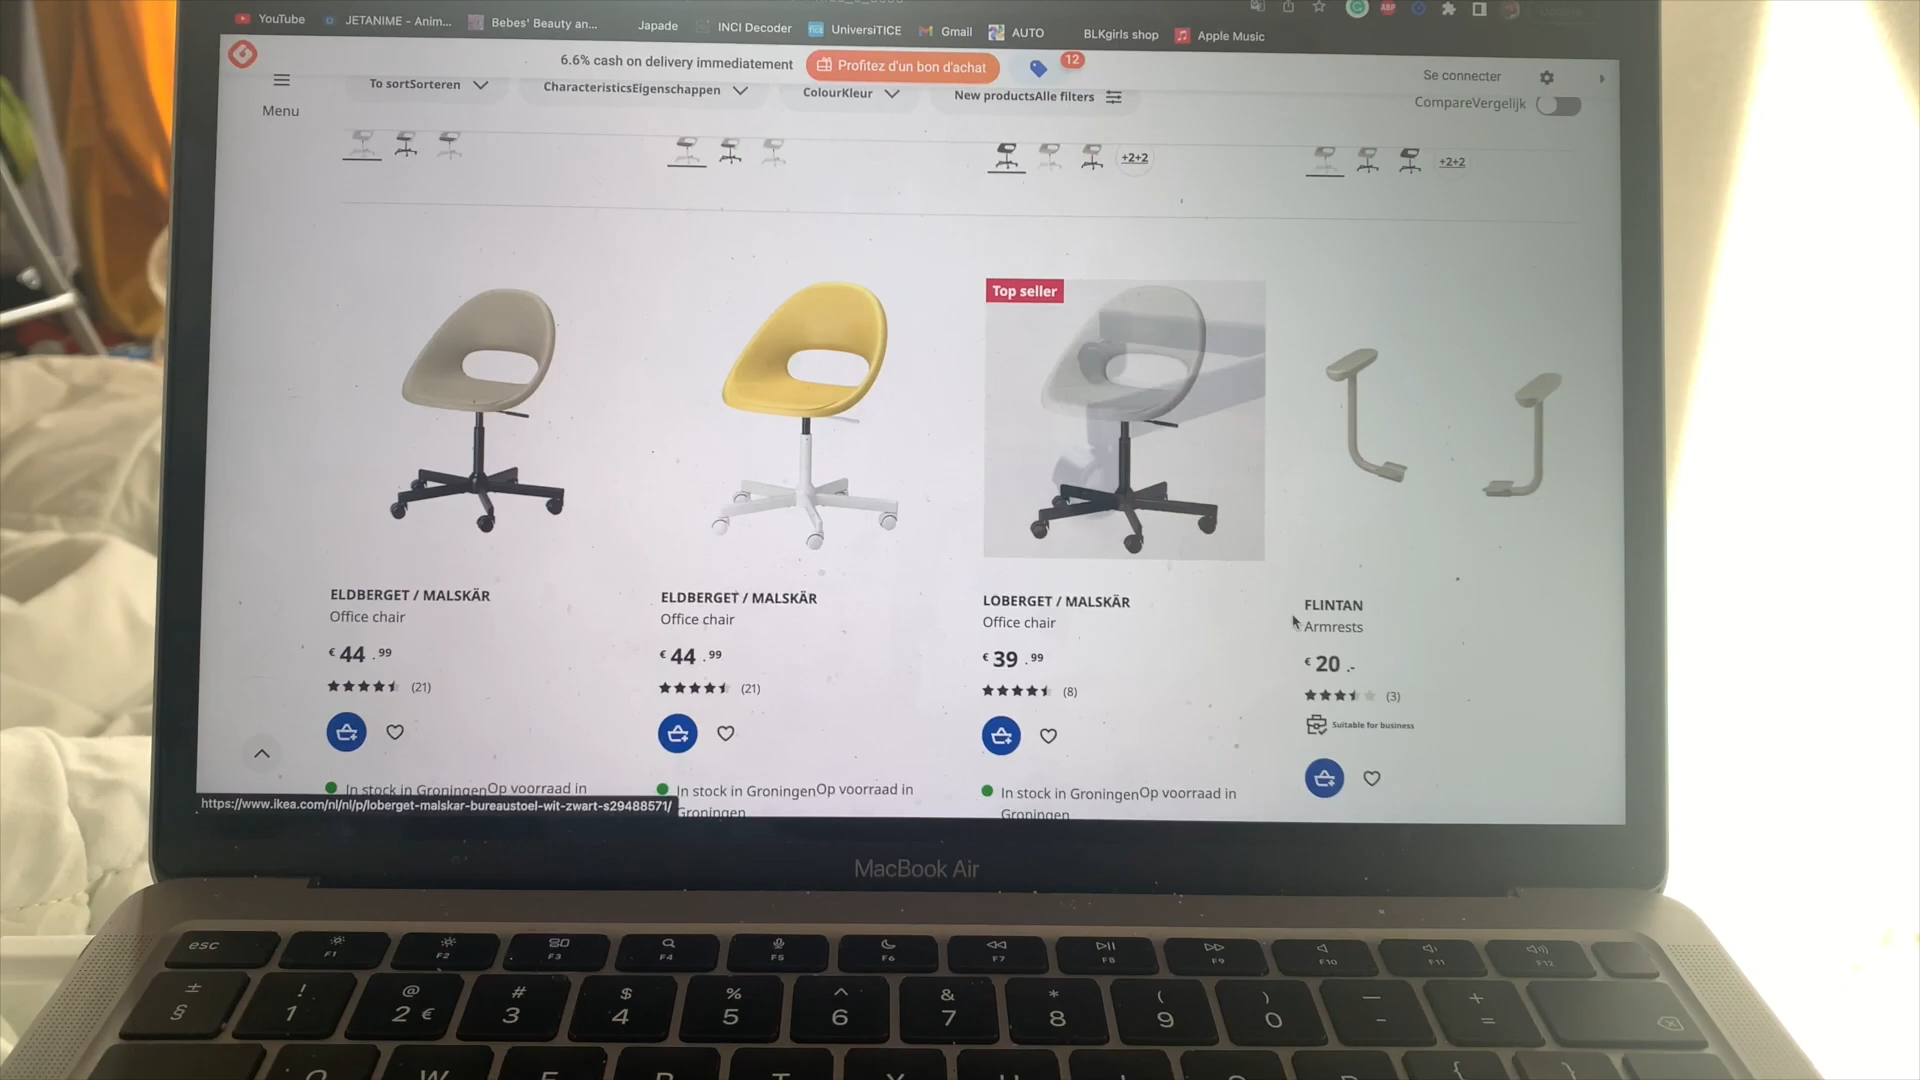 YouTube JETANIME - Anim... Bebes' Beauty an... Japade INCI Decoder UniversiTICE Gmail AUTO BLKgirls shop Apple Music
6.6% cash on delivery immediatement Profitez d'un bon d'achat 12 Se connecter
Menu To sortSorteren CharacteristicsEigenschappen ColourKleur New productsAlle filters CompareVergelijk
+2+2 +2+2
Top seller
ELDBERGET / MALSKÄR
Office chair
€ 44 .99
(21)
In stock in GroningenOp voorraad in
ELDBERGET / MALSKÄR
Office chair
€ 44 .99
(21)
In stock in GroningenOp voorraad in
Groningen
LOBERGET / MALSKÄR
Office chair
€ 39 .99
(8)
In stock in GroningenOp voorraad in
Groningen
FLINTAN
Armrests
€ 20 .-
(3)
Suitable for business
https://www.ikea.com/nl/nl/p/loberget-malskar-bureaustoel-wit-zwart-s29488571/
MacBook Air
esc F1 F2 F3 F4 F5 F6 F7 F8 F9 F10 F11 F12
± ! @ # $ % ^ & * ( ) — +
§ 1 2 € 3 4 5 6 7 8 9 0 - =